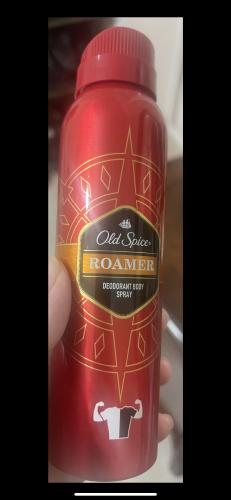 Old Spice
ROAMER
DEODORANT BODY
SPRAY